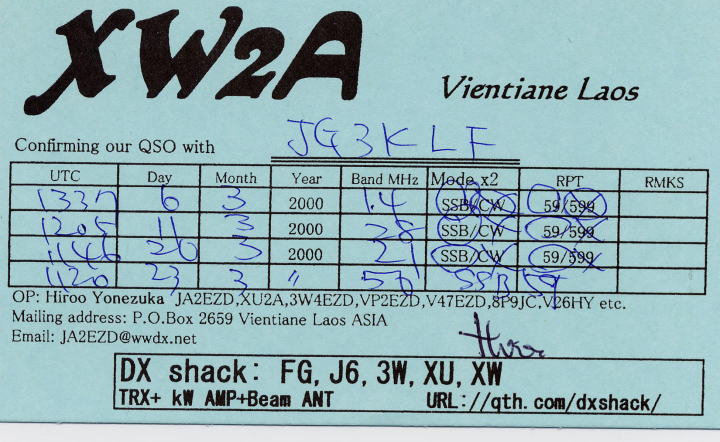 XW2A
Vientiane Laos
Confirming our QSO with JG3KLF
UTC Day Month Year Band MHz Mode x2 RPT RMKS
1337 6 3 2000 14 SSB/CW 59/599
1205 11 3 2000 28 SSB/CW 59/599
1146 20 3 2000 21 SSB/CW 59/599
1120 23 3 〃 50 SSB 59
OP: Hiroo Yonezuka JA2EZD,XU2A,3W4EZD,VP2EZD,V47EZD,8P9JC,V26HY etc.
Mailing address: P.O.Box 2659 Vientiane Laos ASIA
Email: JA2EZD@wwdx.net
DX shack: FG, J6, 3W, XU, XW
TRX+ kW AMP+Beam ANT URL://qth.com/dxshack/